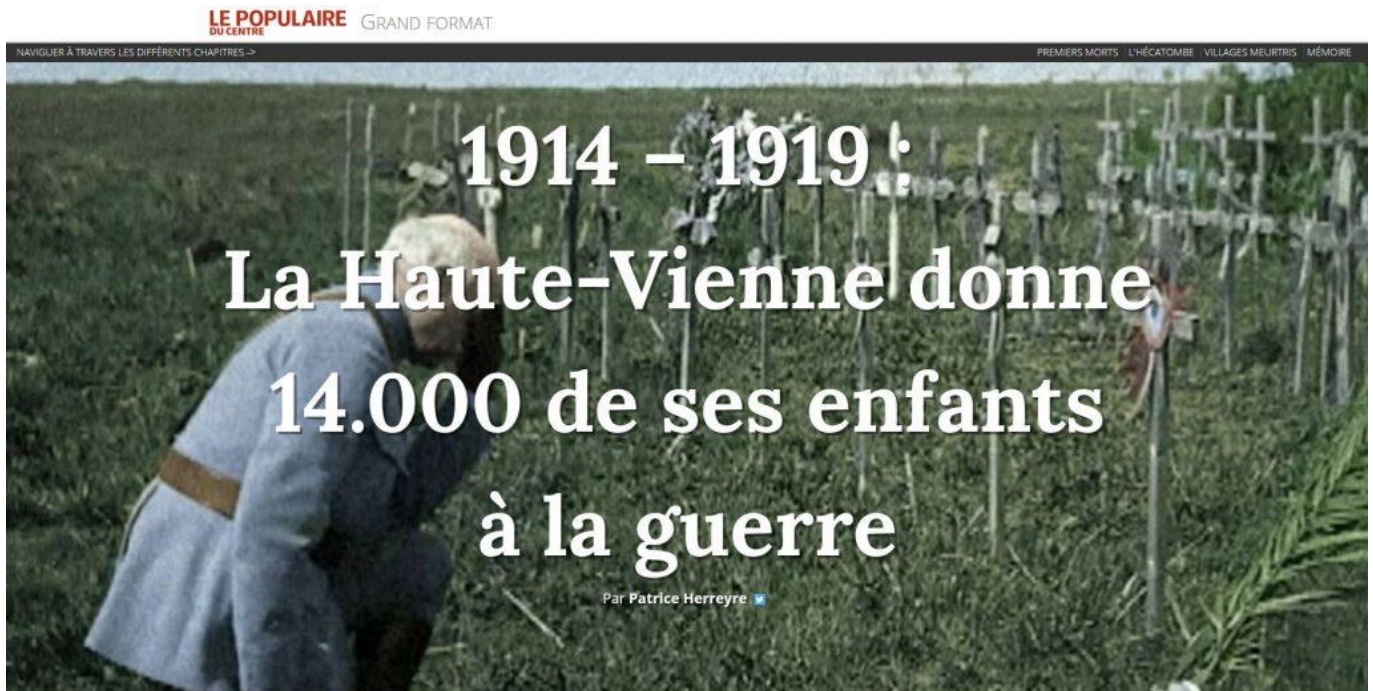 LE POPULAIRE
DU CENTRE
GRAND FORMAT
NAVIGUER À TRAVERS LES DIFFÉRENTS CHAPITRES ->
PREMIERS MORTS L'HÉCATOMBE VILLAGES MEURTRIS MÉMOIRE
1914 – 1919 :
La Haute-Vienne donne
14.000 de ses enfants
à la guerre
Par Patrice Herreyre